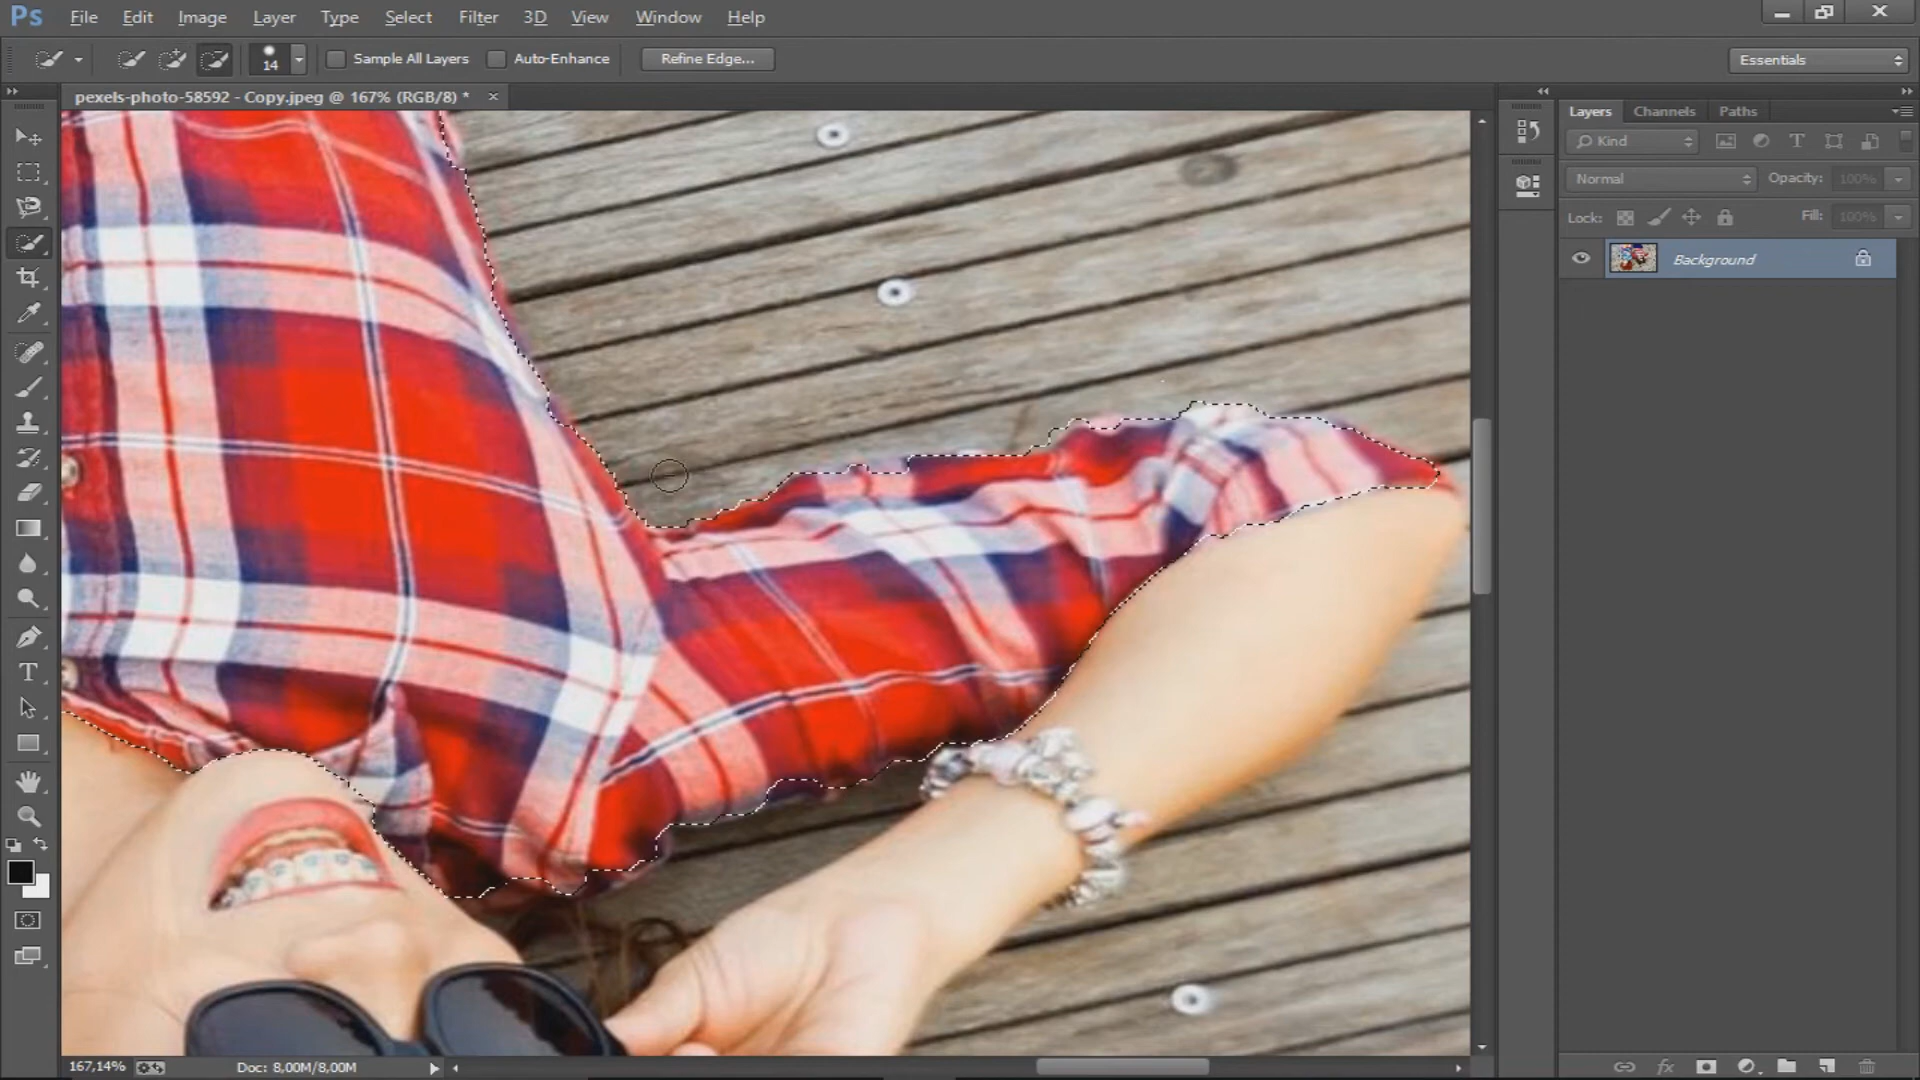 Ps File Edit Image Layer Type Select Filter 3D View Window Help
14 Sample All Layers Auto-Enhance Refine Edge... Essentials
pexels-photo-58592 - Copy.jpeg @ 167% (RGB/8) *
Layers Channels Paths
Kind
Normal Opacity: 100%
Lock: Fill: 100%
Background
167,14% Doc: 8,00M/8,00M